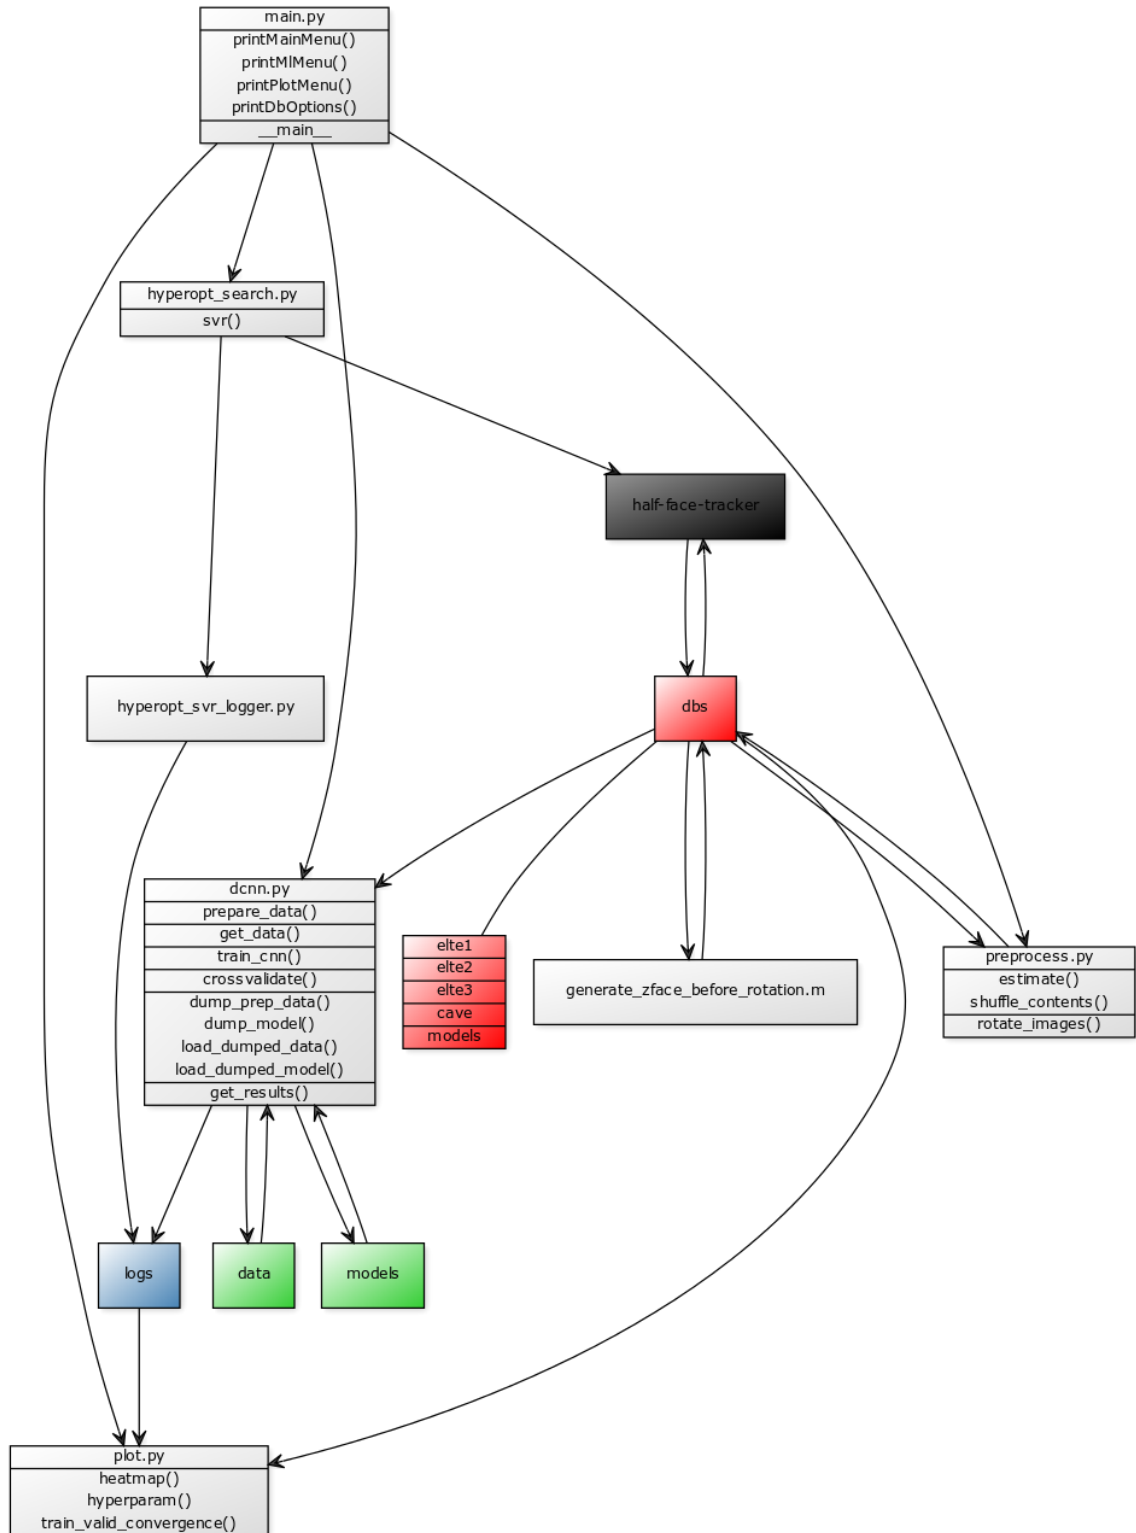 main.py
printMainMenu()
printMlMenu()
printPlotMenu()
printDbOptions()
__main__
hyperopt_search.py
svr()
half-face-tracker
hyperopt_svr_logger.py
dbs
dcnn.py
prepare_data()
get_data()
train_cnn()
crossvalidate()
dump_prep_data()
dump_model()
load_dumped_data()
load_dumped_model()
get_results()
elte1
elte2
elte3
cave
models
generate_zface_before_rotation.m
preprocess.py
estimate()
shuffle_contents()
rotate_images()
logs
data
models
plot.py
heatmap()
hyperparam()
train_valid_convergence()